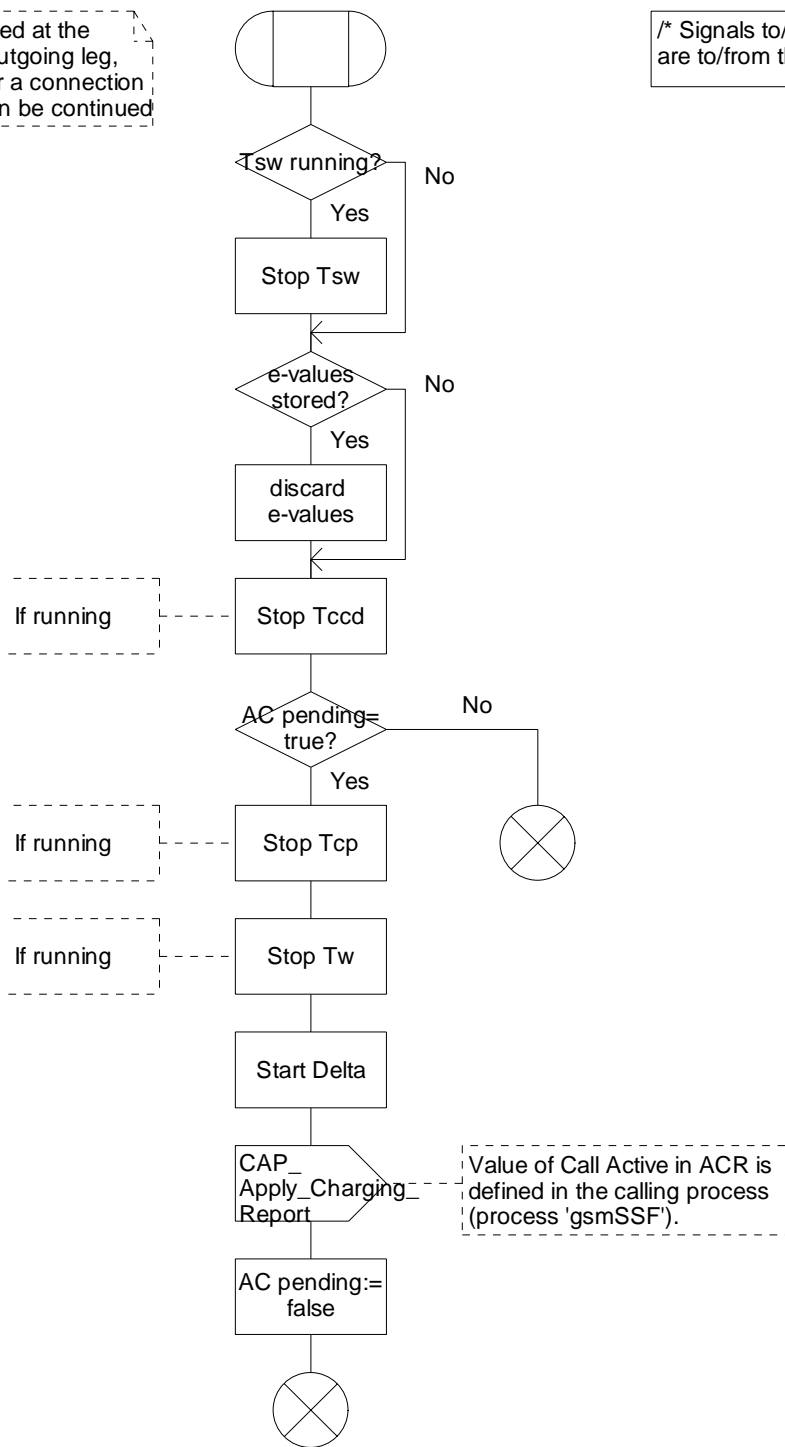 ed at the
utgoing leg,
r a connection
n be continued
/* Signals to/
are to/from th
Tsw running?
No
Yes
Stop Tsw
e-values
stored?
No
Yes
discard
e-values
If running
Stop Tccd
AC pending=
true?
No
Yes
If running
Stop Tcp
If running
Stop Tw
Start Delta
CAP_
Apply_Charging_
Report
Value of Call Active in ACR is
defined in the calling process
(process 'gsmSSF').
AC pending:=
false